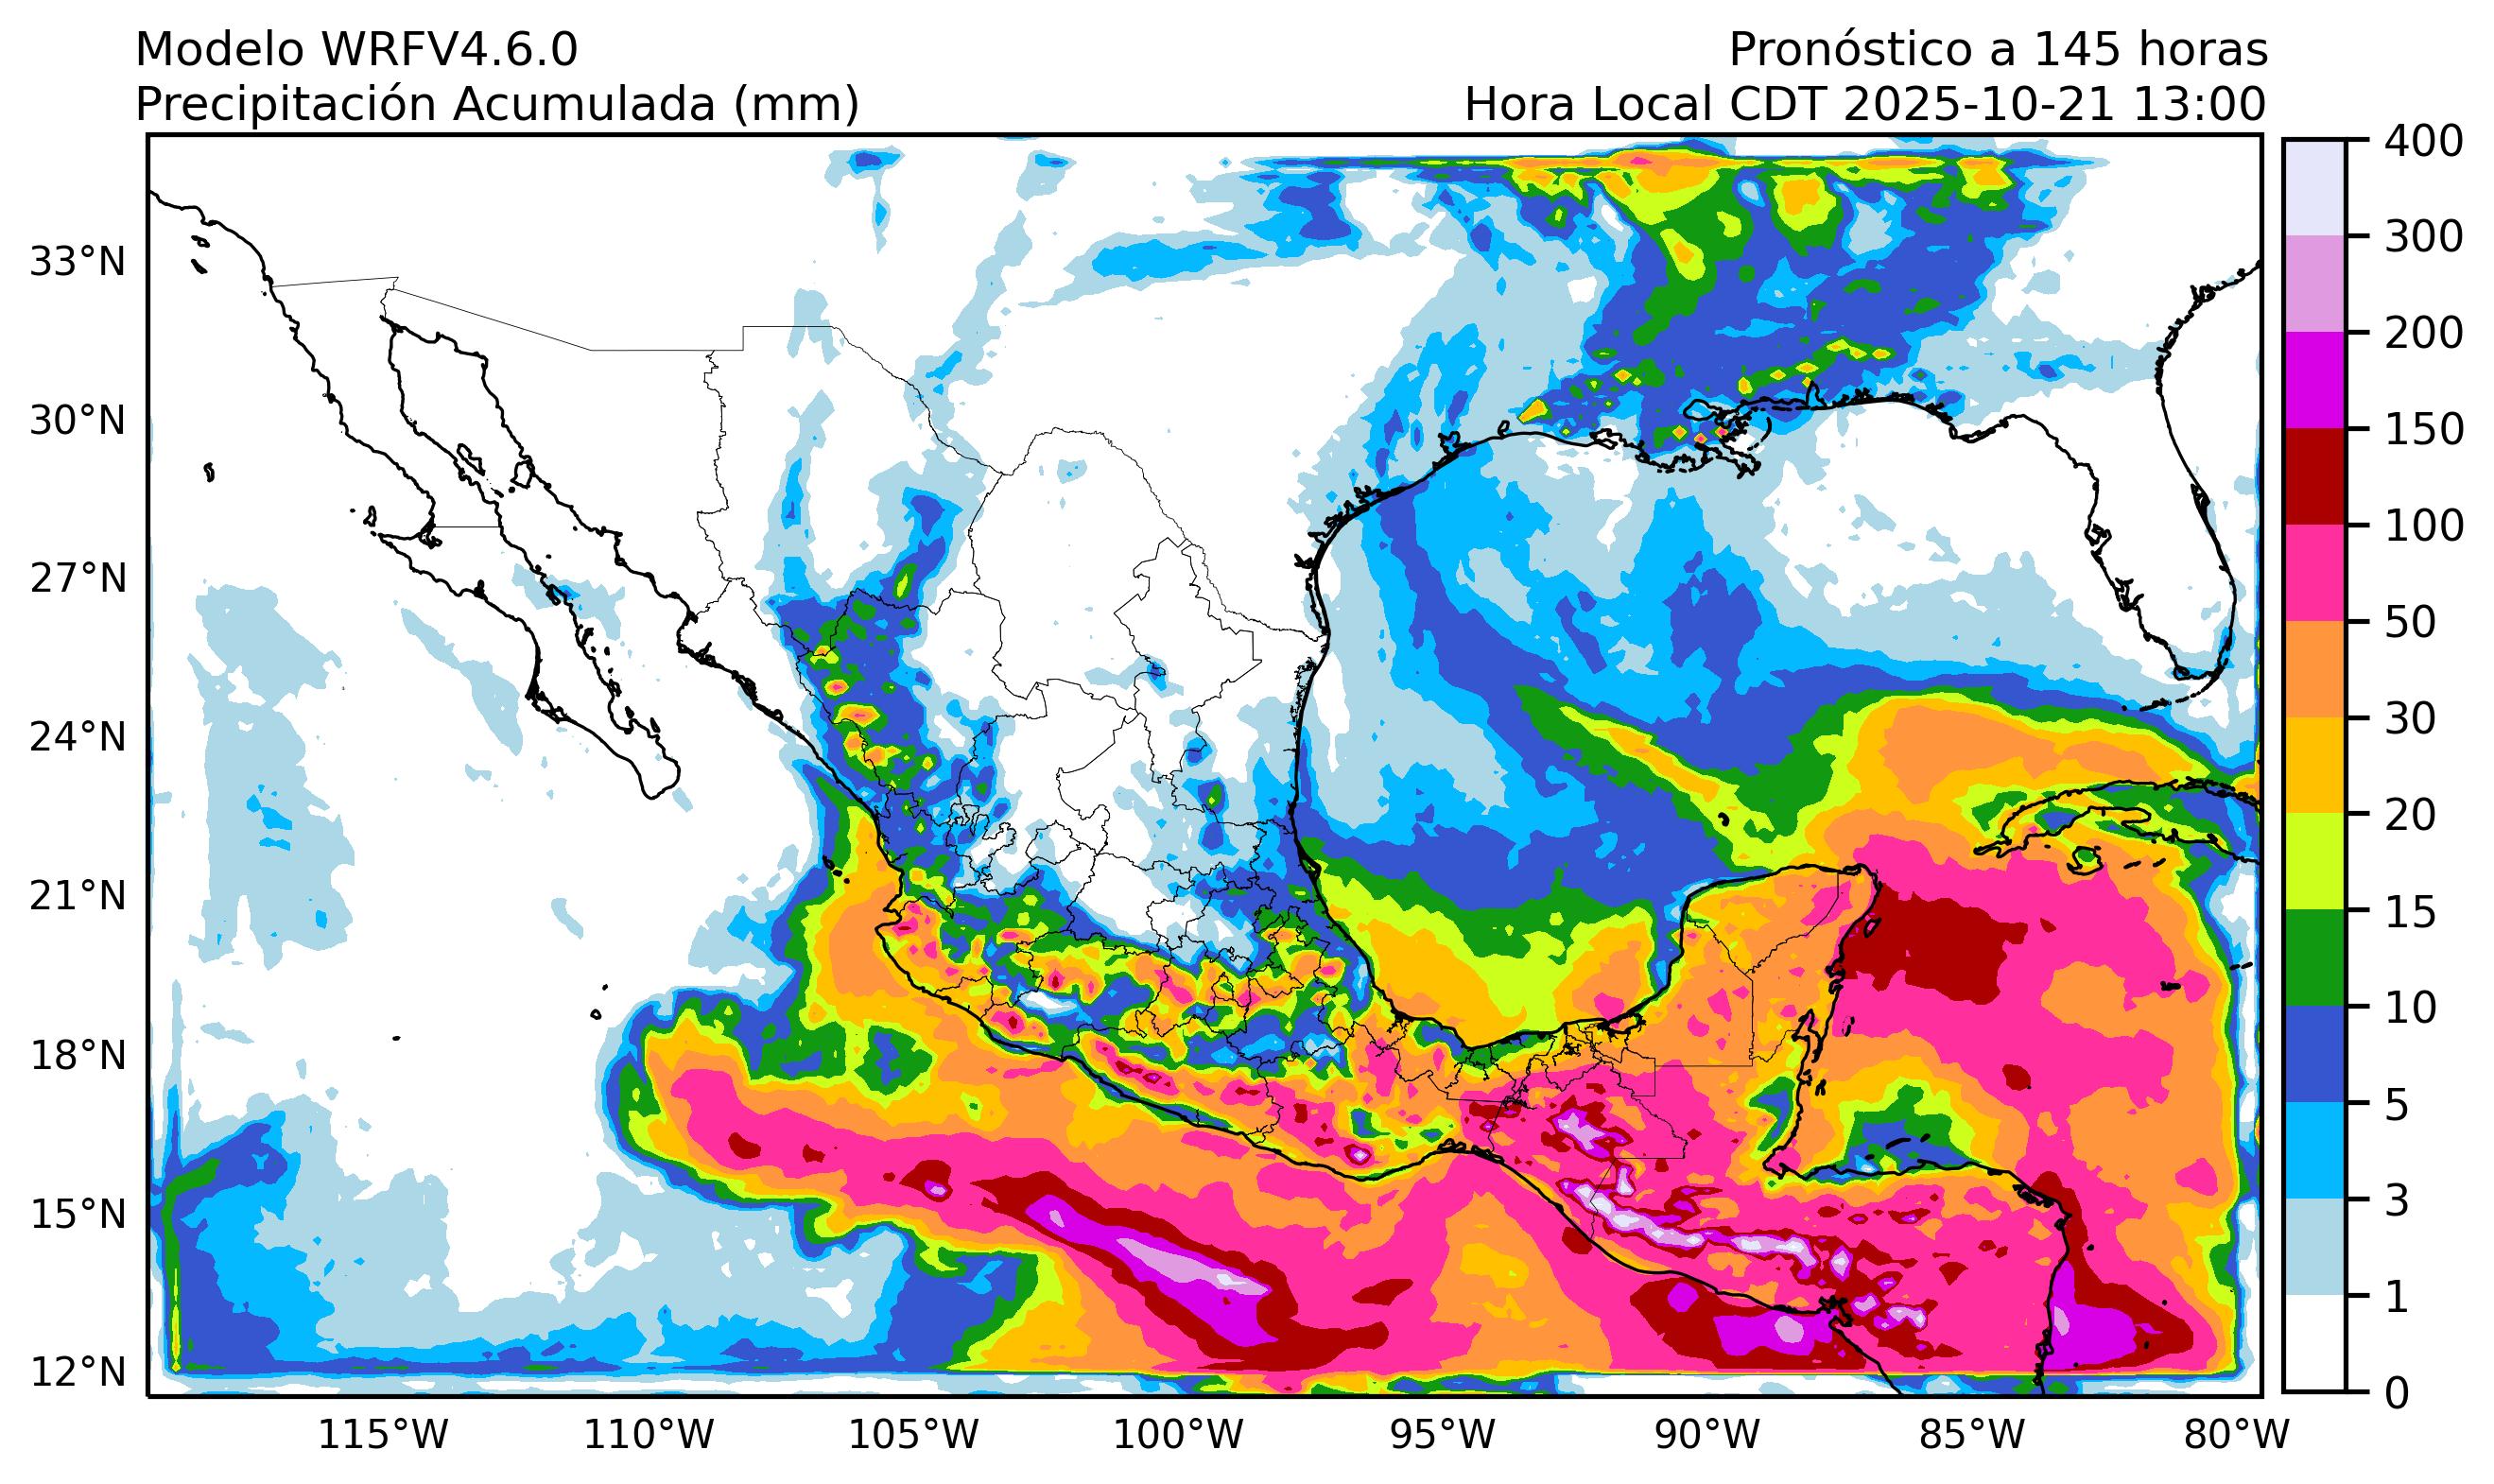 Modelo WRFV4.6.0
Pronóstico a 145 horas
Precipitación Acumulada (mm)
Hora Local CDT 2025-10-21 13:00
33°N
30°N
27°N
24°N
21°N
18°N
15°N
12°N
115°W
110°W
105°W
100°W
95°W
90°W
85°W
80°W
400
300
200
150
100
50
30
20
15
10
5
3
1
0